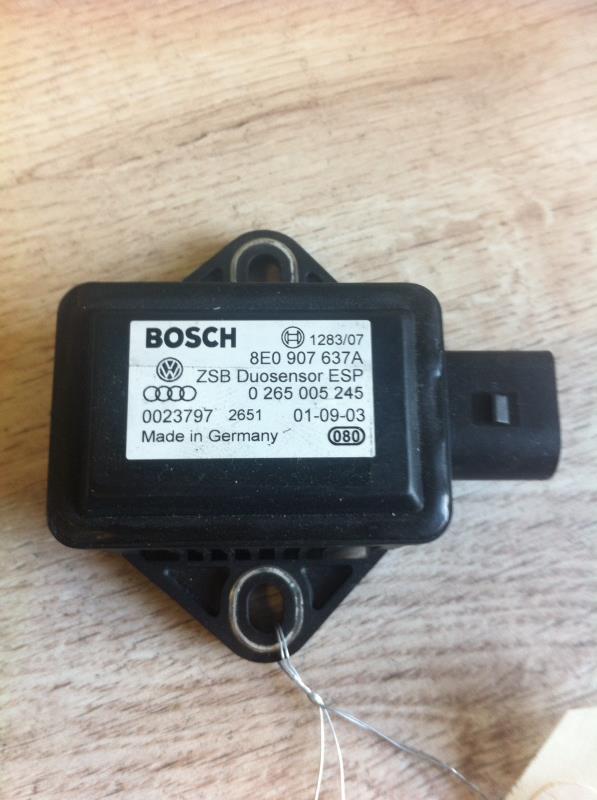 BOSCH
1283/07
8E0 907 637A
ZSB Duosensor ESP
0 265 005 245
0023797 2651 01-09-03
Made in Germany 080